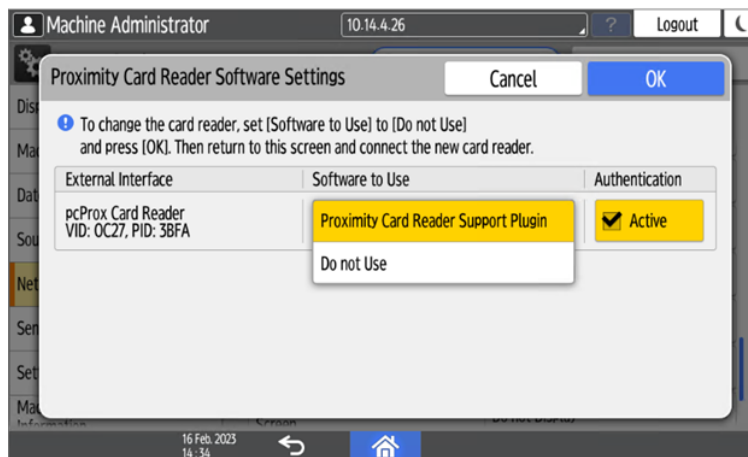 Machine Administrator
10.14.4.26
?
Logout
Proximity Card Reader Software Settings
Cancel
OK
To change the card reader, set [Software to Use] to [Do not Use]
and press [OK]. Then return to this screen and connect the new card reader.
External Interface
Software to Use
Authentication
pcProx Card Reader
VID: 0C27, PID: 3BFA
Proximity Card Reader Support Plugin
Active
Do not Use
Information
Screen
16 Feb. 2023
14 : 34